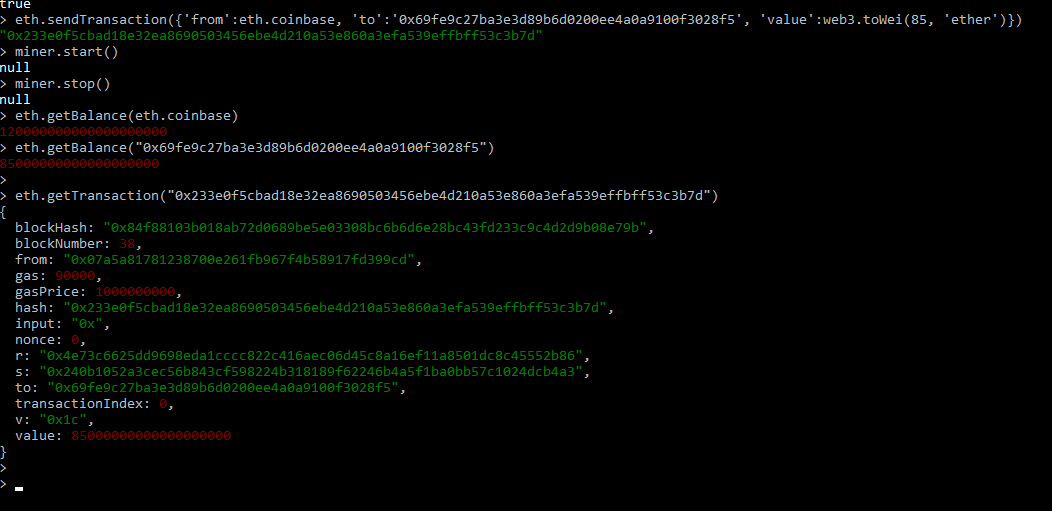 true
> eth.sendTransaction({'from':eth.coinbase, 'to':'0x69fe9c27ba3e3d89b6d0200ee4a0a9100f3028f5', 'value':web3.toWei(85, 'ether')})
"0x233e0f5cbad18e32ea8690503456ebe4d210a53e860a3efa539effbff53c3b7d"
> miner.start()
null
> miner.stop()
null
> eth.getBalance(eth.coinbase)
120000000000000000000
> eth.getBalance("0x69fe9c27ba3e3d89b6d0200ee4a0a9100f3028f5")
85000000000000000000
>
> eth.getTransaction("0x233e0f5cbad18e32ea8690503456ebe4d210a53e860a3efa539effbff53c3b7d")
{
  blockHash: "0x84f88103b018ab72d0689be5e03308bc6b6d6e28bc43fd233c9c4d2d9b08e79b",
  blockNumber: 38,
  from: "0x07a5a81781238700e261fb967f4b58917fd399cd",
  gas: 90000,
  gasPrice: 1000000000,
  hash: "0x233e0f5cbad18e32ea8690503456ebe4d210a53e860a3efa539effbff53c3b7d",
  input: "0x",
  nonce: 0,
  r: "0x4e73c6625dd9698eda1cccc822c416aec06d45c8a16ef11a8501dc8c45552b86",
  s: "0x240b1052a3cec56b843cf598224b318189f62246b4a5f1ba0bb57c1024dcb4a3",
  to: "0x69fe9c27ba3e3d89b6d0200ee4a0a9100f3028f5",
  transactionIndex: 0,
  v: "0x1c",
  value: 85000000000000000000
}
>
>